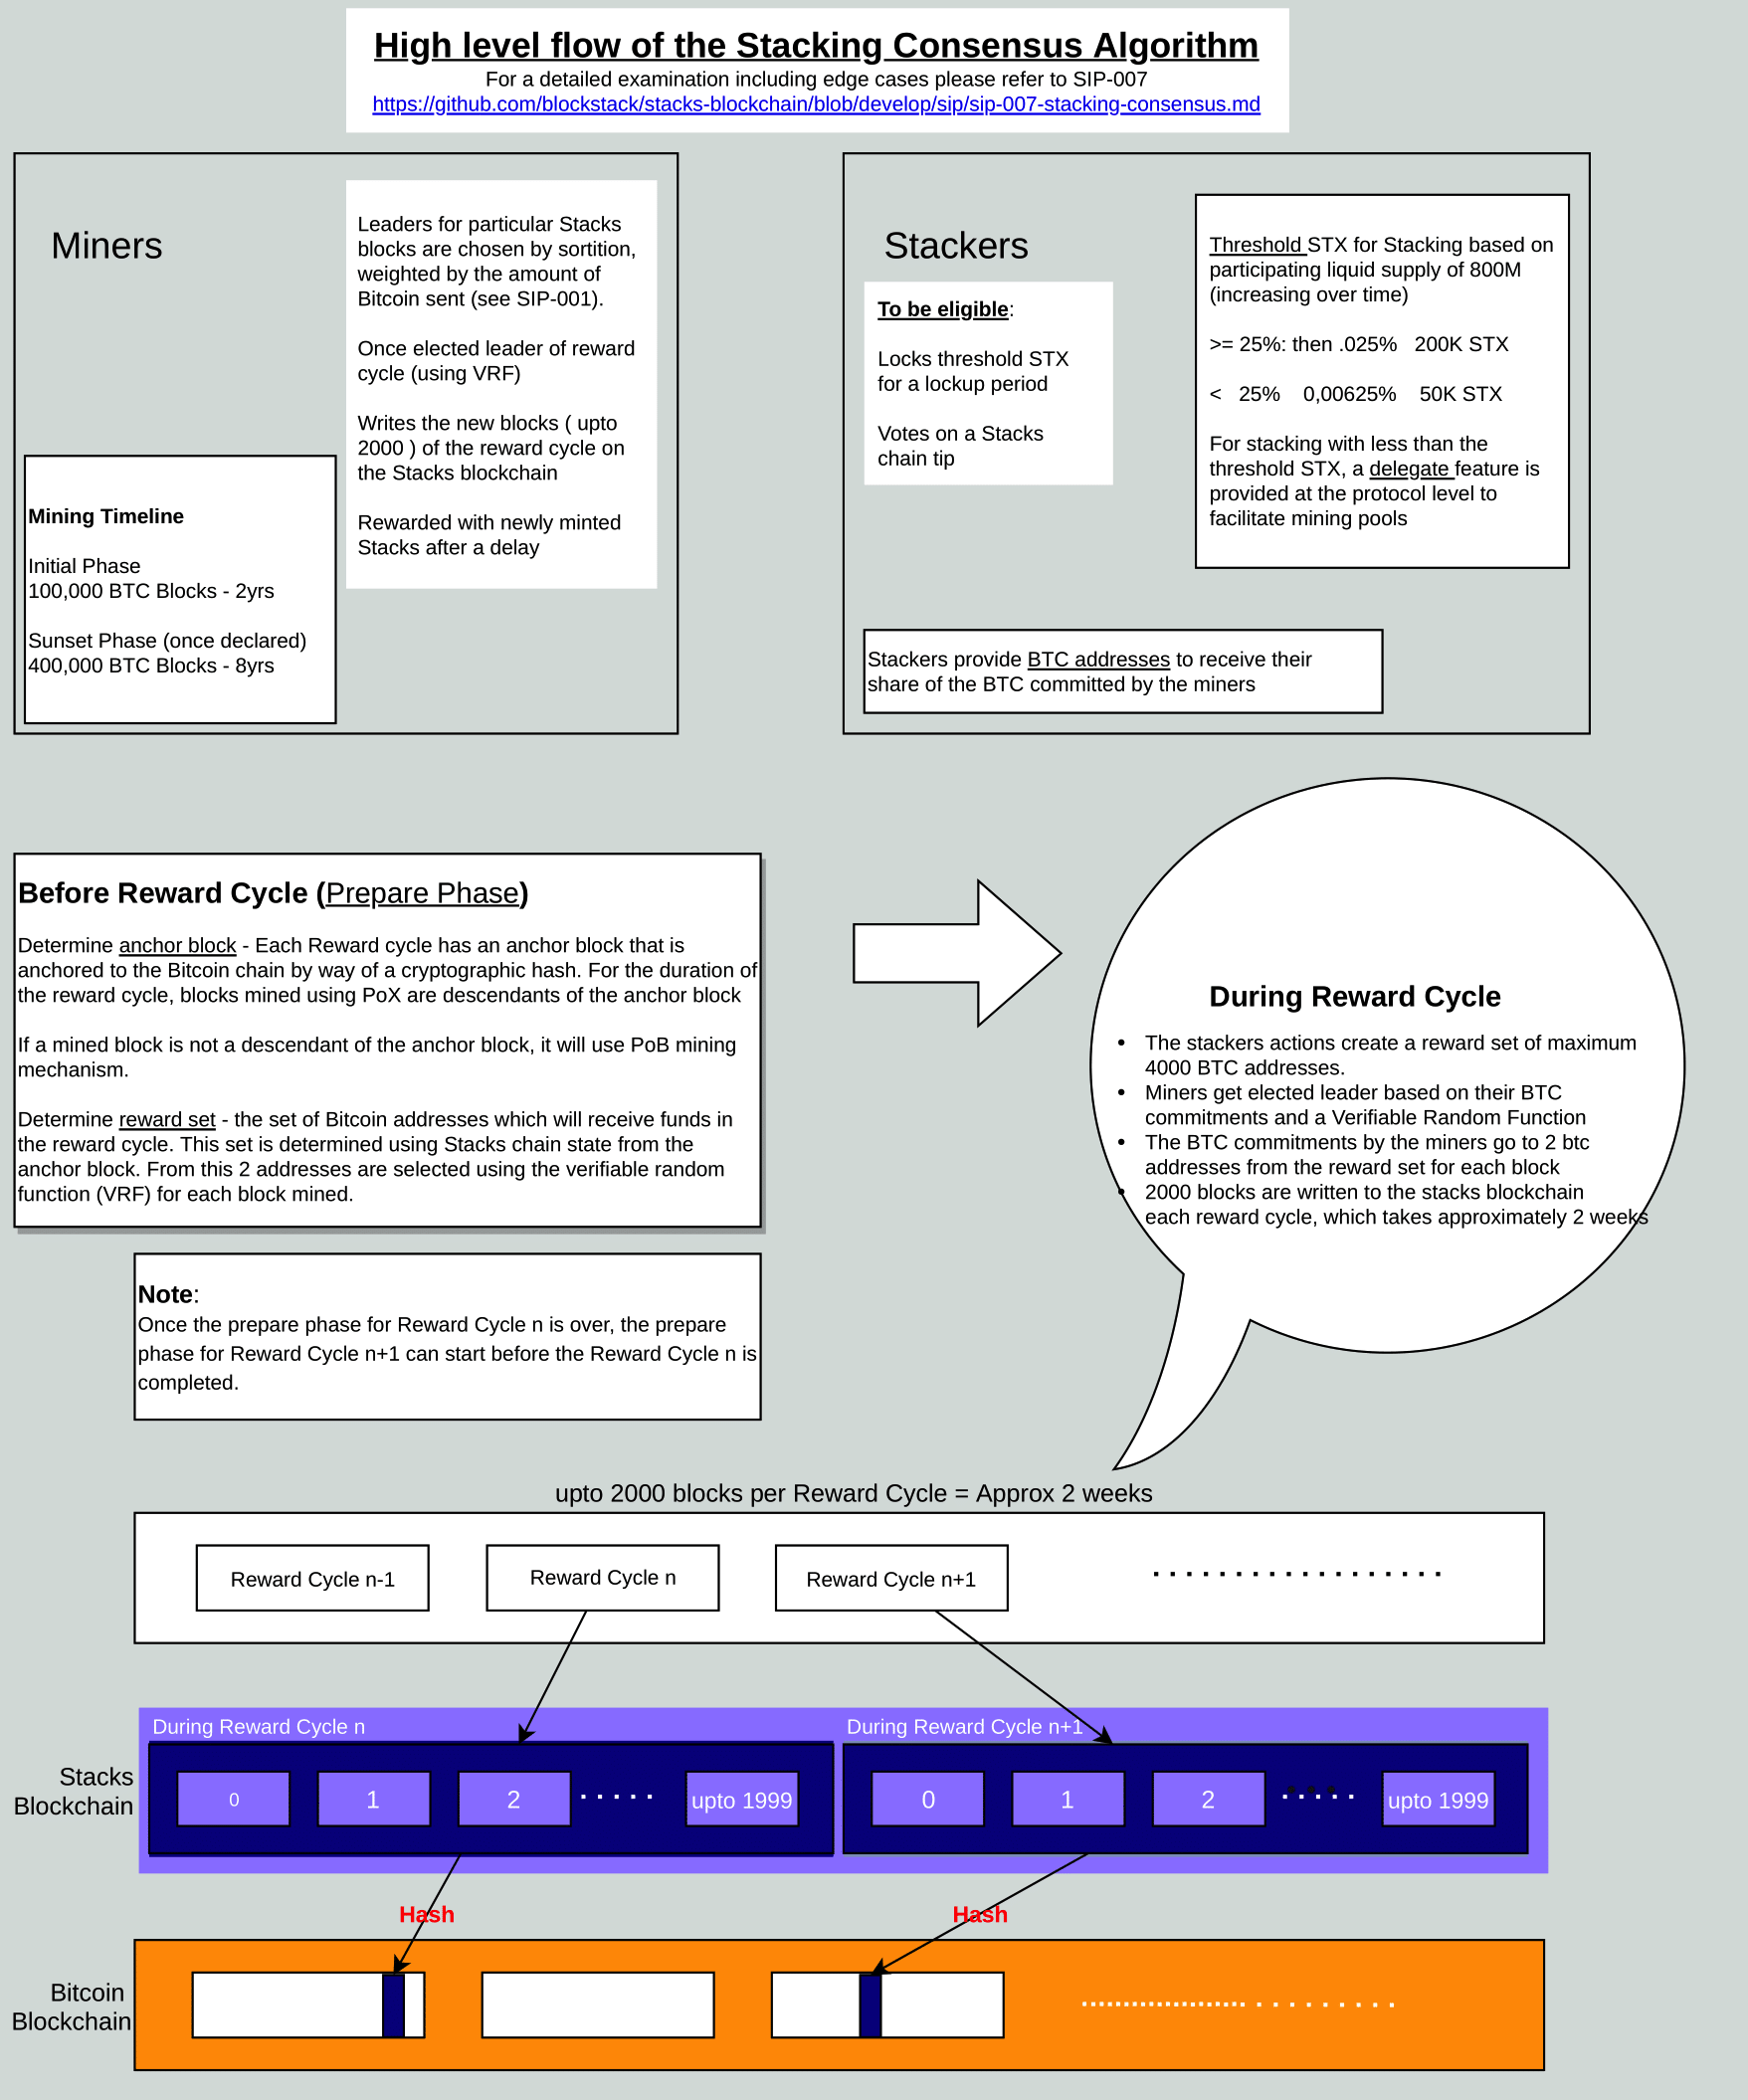 High level flow of the Stacking Consensus Algorithm
For a detailed examination including edge cases please refer to SIP-007
https://github.com/blockstack/stacks-blockchain/blob/develop/sip/sip-007-stacking-consensus.md
Miners
Leaders for particular Stacks
blocks are chosen by sortition,
weighted by the amount of
Bitcoin sent (see SIP-001).
Once elected leader of reward
cycle (using VRF)
Writes the new blocks ( upto
2000 ) of the reward cycle on
the Stacks blockchain
Rewarded with newly minted
Stacks after a delay
Mining Timeline
Initial Phase
100,000 BTC Blocks - 2yrs
Sunset Phase (once declared)
400,000 BTC Blocks - 8yrs
Stackers
To be eligible:
Locks threshold STX
for a lockup period
Votes on a Stacks
chain tip
Threshold STX for Stacking based on
participating liquid supply of 800M
(increasing over time)
>= 25%: then .025%   200K STX
<   25%    0,00625%    50K STX
For stacking with less than the
threshold STX, a delegate feature is
provided at the protocol level to
facilitate mining pools
Stackers provide BTC addresses to receive their
share of the BTC committed by the miners
Before Reward Cycle (Prepare Phase)
Determine anchor block - Each Reward cycle has an anchor block that is
anchored to the Bitcoin chain by way of a cryptographic hash. For the duration of
the reward cycle, blocks mined using PoX are descendants of the anchor block
If a mined block is not a descendant of the anchor block, it will use PoB mining
mechanism.
Determine reward set - the set of Bitcoin addresses which will receive funds in
the reward cycle. This set is determined using Stacks chain state from the
anchor block. From this 2 addresses are selected using the verifiable random
function (VRF) for each block mined.
During Reward Cycle
• The stackers actions create a reward set of maximum
4000 BTC addresses.
• Miners get elected leader based on their BTC
commitments and a Verifiable Random Function
• The BTC commitments by the miners go to 2 btc
addresses from the reward set for each block
• 2000 blocks are written to the stacks blockchain
each reward cycle, which takes approximately 2 weeks
Note:
Once the prepare phase for Reward Cycle n is over, the prepare
phase for Reward Cycle n+1 can start before the Reward Cycle n is
completed.
upto 2000 blocks per Reward Cycle = Approx 2 weeks
Reward Cycle n-1
Reward Cycle n
Reward Cycle n+1
During Reward Cycle n
During Reward Cycle n+1
Stacks
Blockchain
0
1
2
upto 1999
0
1
2
upto 1999
Hash
Hash
Bitcoin
Blockchain